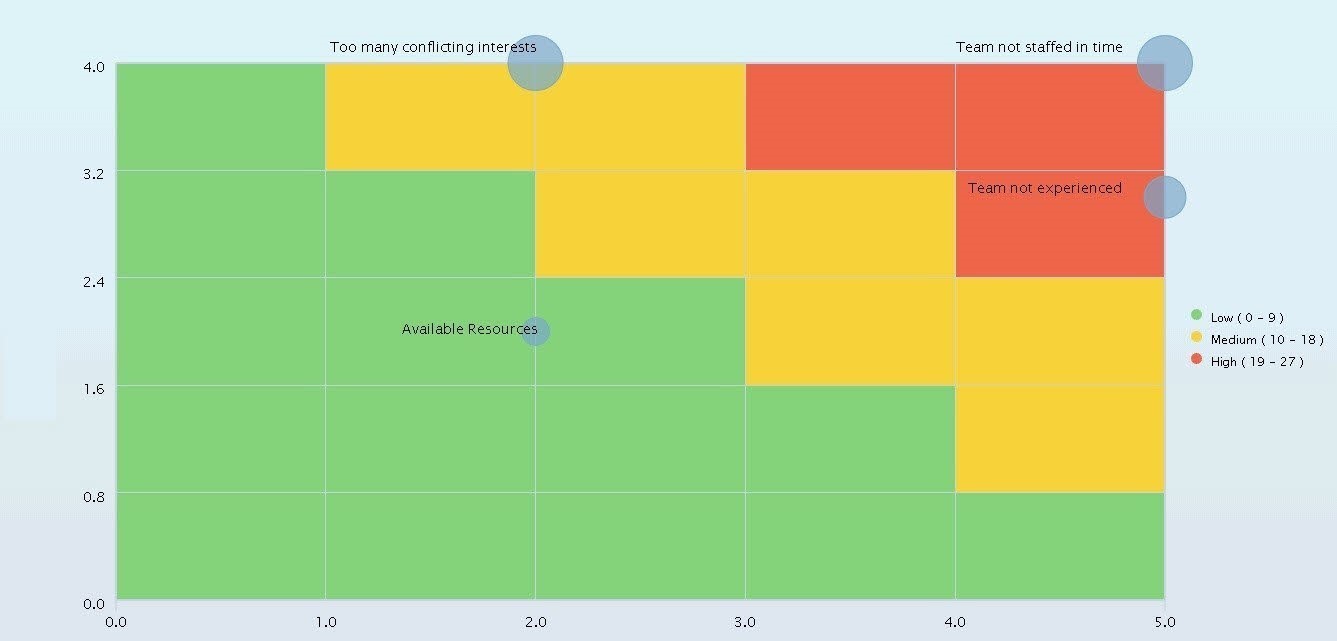 Too many conflicting interests
Team not staffed in time
4.0
3.2
Team not experienced
2.4
Available Resources
Low ( 0 - 9 )
Medium ( 10 - 18 )
High ( 19 - 27 )
1.6
0.8
0.0
0.0 1.0 2.0 3.0 4.0 5.0